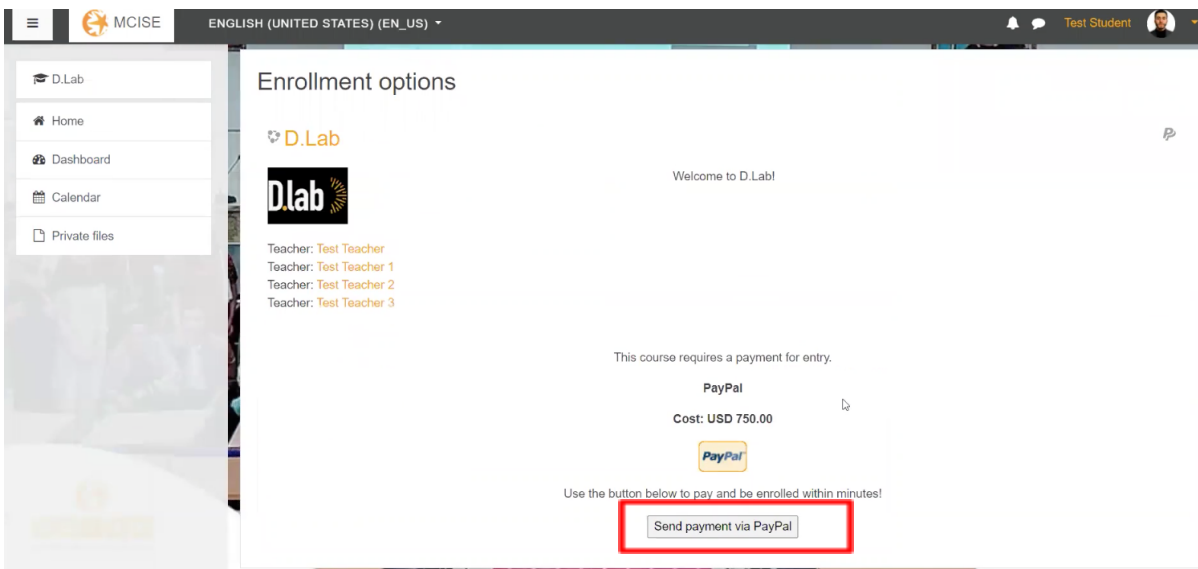 MCISE
ENGLISH (UNITED STATES) (EN_US)
Test Student
D.Lab
Home
Dashboard
Calendar
Private files
Enrollment options
D.Lab
D.lab
Welcome to D.Lab!
Teacher: Test Teacher
Teacher: Test Teacher 1
Teacher: Test Teacher 2
Teacher: Test Teacher 3
This course requires a payment for entry.
PayPal
Cost: USD 750.00
PayPal
Use the button below to pay and be enrolled within minutes!
Send payment via PayPal